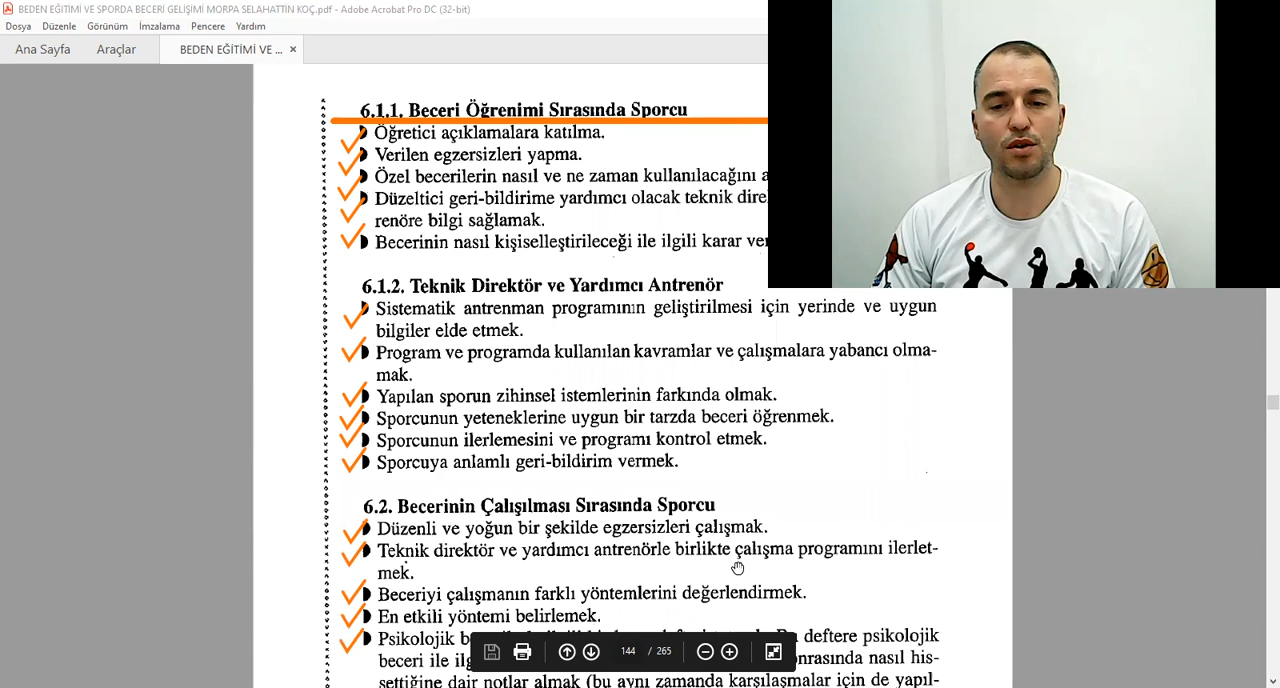 BEDEN EĞİTİMİ VE SPORDA BECERİ GELİŞİMİ MORPA SELAHATTIN KOÇ.pdf - Adobe Acrobat Pro DC (32-bit)
Dosya Düzenle Görünüm İmzalama Pencere Yardım
Ana Sayfa Araçlar BEDEN EĞİTİMİ VE ... ×
6.1.1. Beceri Öğrenimi Sırasında Sporcu
Öğretici açıklamalara katılma.
Verilen egzersizleri yapma.
Özel becerilerin nasıl ve ne zaman kullanılacağını
Düzeltici geri-bildirime yardımcı olacak teknik
renöre bilgi sağlamak.
Becerinin nasıl kişiselleştirileceği ile ilgili karar
6.1.2. Teknik Direktör ve Yardımcı Antrenör
Sistematik antrenman programının geliştirilmesi için yerinde ve uygun
bilgiler elde etmek.
Program ve programda kullanılan kavramlar ve çalışmalara yabancı olma-
mak.
Yapılan sporun zihinsel istemlerinin farkında olmak.
Sporcunun yeteneklerine uygun bir tarzda beceri öğrenmek.
Sporcunun ilerlemesini ve programı kontrol etmek.
Sporcuya anlamlı geri-bildirim vermek.
6.2. Becerinin Çalışılması Sırasında Sporcu
Düzenli ve yoğun bir şekilde egzersizleri çalışmak.
Teknik direktör ve yardımcı antrenörle birlikte çalışma programını ilerlet-
mek.
Beceriyi çalışmanın farklı yöntemlerini değerlendirmek.
En etkili yöntemi belirlemek.
Psikolojik deftere psikolojik
beceri ile nasıl his-
144 / 265
settiğine dair notlar almak (bu aynı zamanda karşılaşmalar için de yapıl-